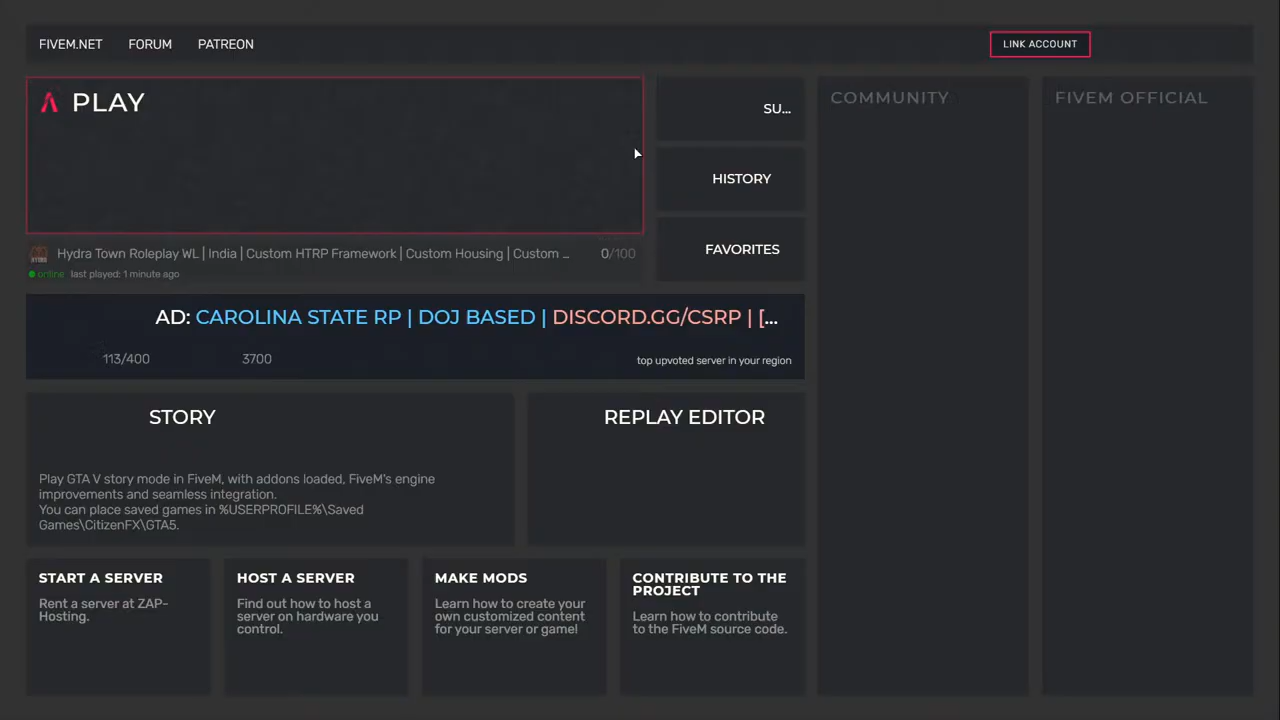 FIVEM.NET FORUM PATREON LINK ACCOUNT
PLAY
SU...
HISTORY
FAVORITES
COMMUNITY
FIVEM OFFICIAL
Hydra Town Roleplay WL | India | Custom HTRP Framework | Custom Housing | Custom ... 0/100
online last played: 1 minute ago
AD: CAROLINA STATE RP | DOJ BASED | DISCORD.GG/CSRP | [...
113/400 3700 top upvoted server in your region
STORY
Play GTA V story mode in FiveM, with addons loaded, FiveM's engine
improvements and seamless integration.
You can place saved games in %USERPROFILE%\Saved
Games\CitizenFX\GTA5.
REPLAY EDITOR
START A SERVER
Rent a server at ZAP-
Hosting.
HOST A SERVER
Find out how to host a
server on hardware you
control.
MAKE MODS
Learn how to create your
own customized content
for your server or game!
CONTRIBUTE TO THE
PROJECT
Learn how to contribute
to the FiveM source code.